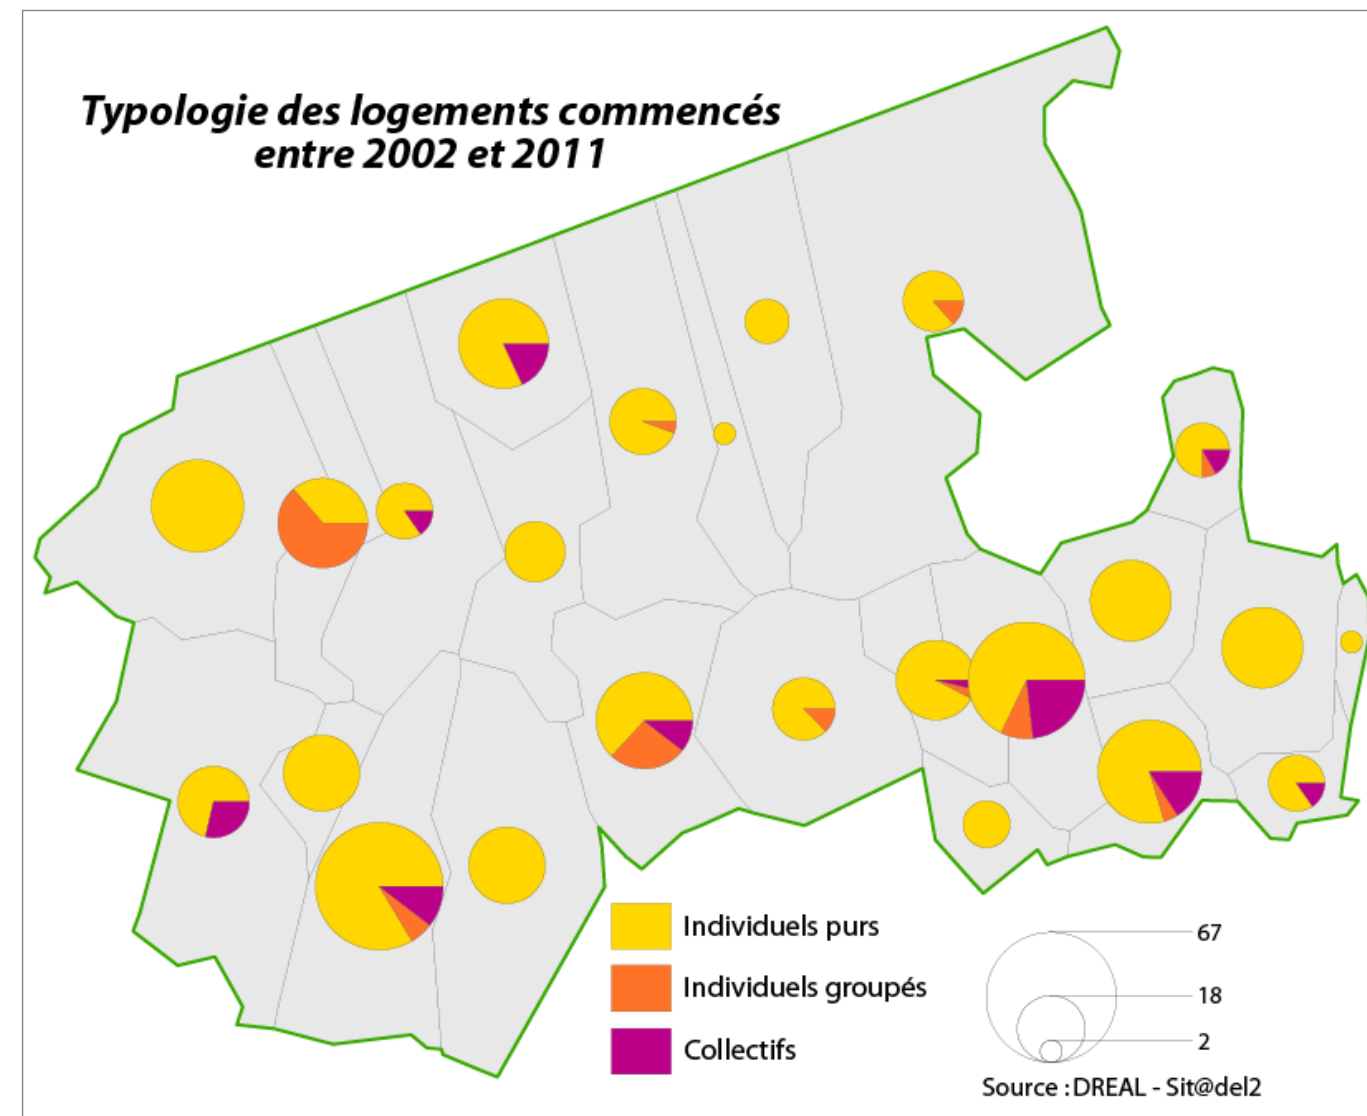 Typologie des logements commencés
entre 2002 et 2011
Individuels purs
Individuels groupés
Collectifs
67
18
2
Source : DREAL - Sit@del2